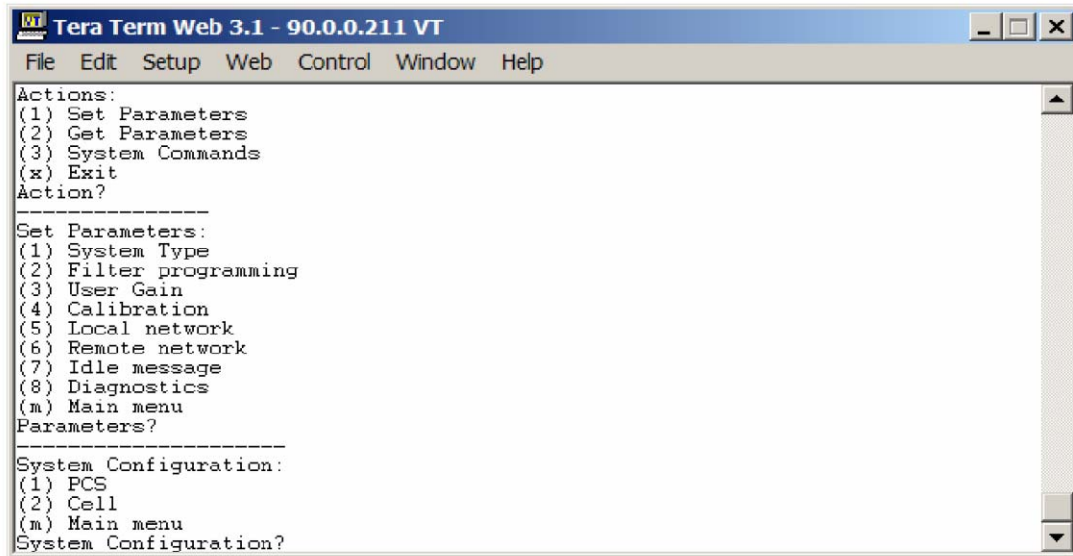 Tera Term Web 3.1 - 90.0.0.211 VT
File Edit Setup Web Control Window Help
Actions:
(1) Set Parameters
(2) Get Parameters
(3) System Commands
(x) Exit
Action?
---------------
Set Parameters:
(1) System Type
(2) Filter programming
(3) User Gain
(4) Calibration
(5) Local network
(6) Remote network
(7) Idle message
(8) Diagnostics
(m) Main menu
Parameters?
---------------------
System Configuration:
(1) PCS
(2) Cell
(m) Main menu
System Configuration?